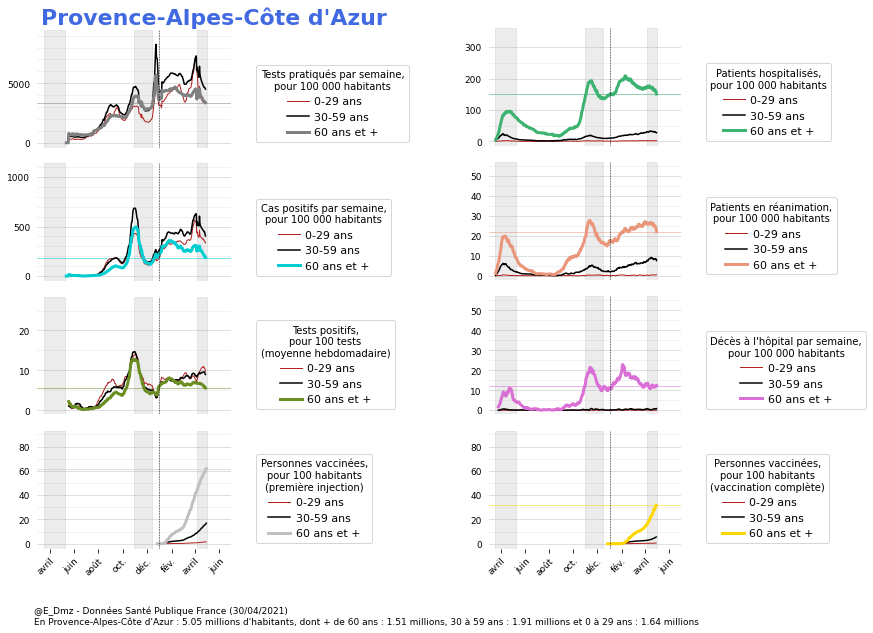 Provence-Alpes-Côte d'Azur
5000
0
Tests pratiqués par semaine,
pour 100 000 habitants
0-29 ans
30-59 ans
60 ans et +
300
200
100
0
Patients hospitalisés,
pour 100 000 habitants
0-29 ans
30-59 ans
60 ans et +
1000
500
0
Cas positifs par semaine,
pour 100 000 habitants
0-29 ans
30-59 ans
60 ans et +
50
40
30
20
10
0
Patients en réanimation,
pour 100 000 habitants
0-29 ans
30-59 ans
60 ans et +
20
10
0
Tests positifs,
pour 100 tests
(moyenne hebdomadaire)
0-29 ans
30-59 ans
60 ans et +
50
40
30
20
10
0
Décès à l'hôpital par semaine,
pour 100 000 habitants
0-29 ans
30-59 ans
60 ans et +
80
60
40
20
0
avril
juin
août
oct.
déc.
fév.
avril
juin
Personnes vaccinées,
pour 100 habitants
(première injection)
0-29 ans
30-59 ans
60 ans et +
80
60
40
20
0
avril
juin
août
oct.
déc.
fév.
avril
juin
Personnes vaccinées,
pour 100 habitants
(vaccination complète)
0-29 ans
30-59 ans
60 ans et +
@E_Dmz - Données Santé Publique France (30/04/2021)
En Provence-Alpes-Côte d'Azur : 5.05 millions d'habitants, dont + de 60 ans : 1.51 millions, 30 à 59 ans : 1.91 millions et 0 à 29 ans : 1.64 millions